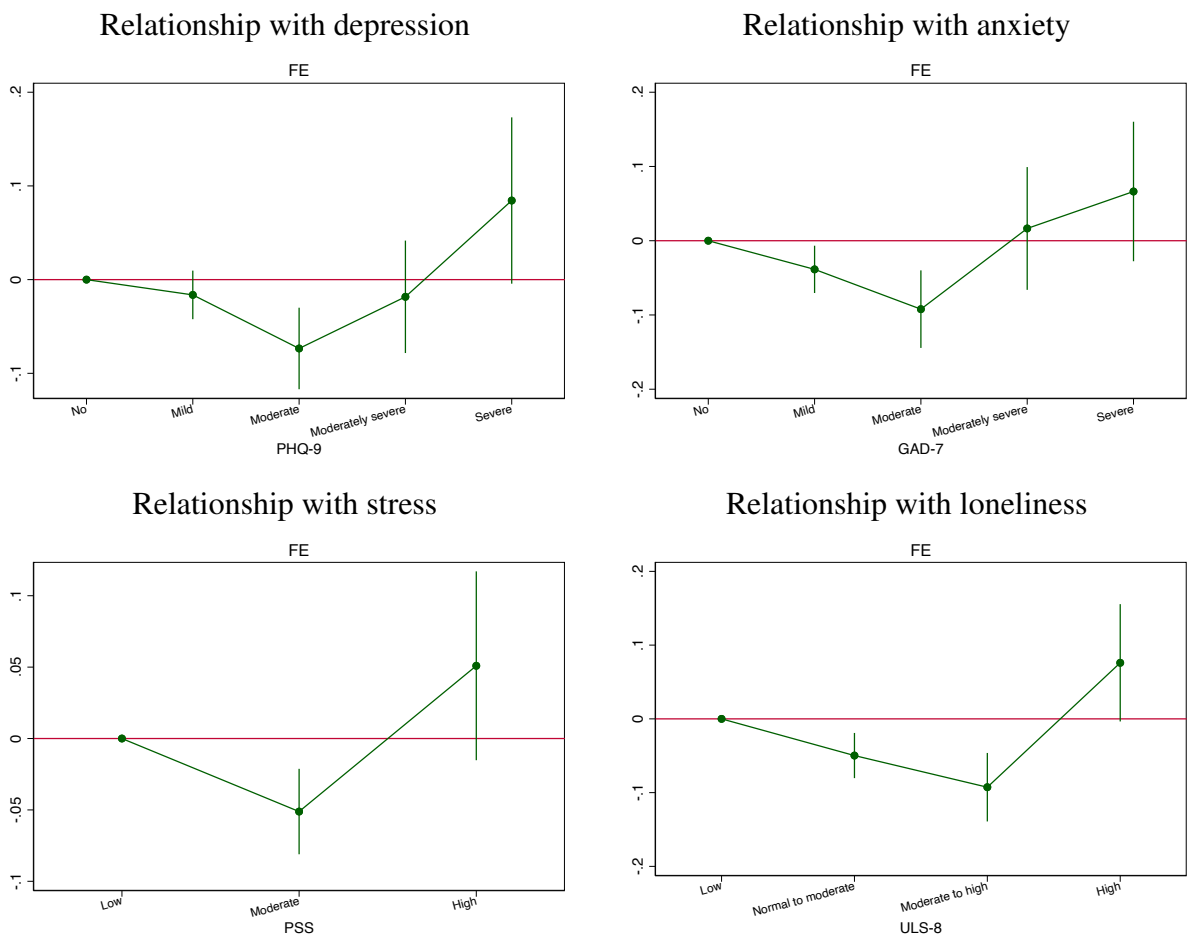 Relationship with depression
FE
.2
.1
0
-.1
No
Mild
Moderate
Moderately severe
Severe
PHQ-9
Relationship with anxiety
FE
.2
.1
0
-.1
-.2
No
Mild
Moderate
Moderately severe
Severe
GAD-7
Relationship with stress
FE
.1
.05
0
-.05
-.1
Low
Moderate
High
PSS
Relationship with loneliness
FE
.2
.1
0
-.1
-.2
Low
Normal to moderate
Moderate to high
High
ULS-8